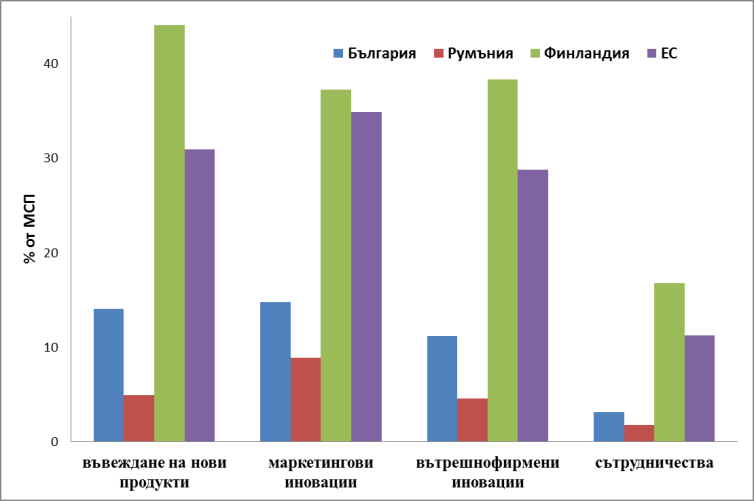 40
30
20
10
0
% от МСП
България Румъния Финландия ЕС
въвеждане на нови
продукти
маркетингови
иновации
вътрешнофирмени
иновации
сътрудничества